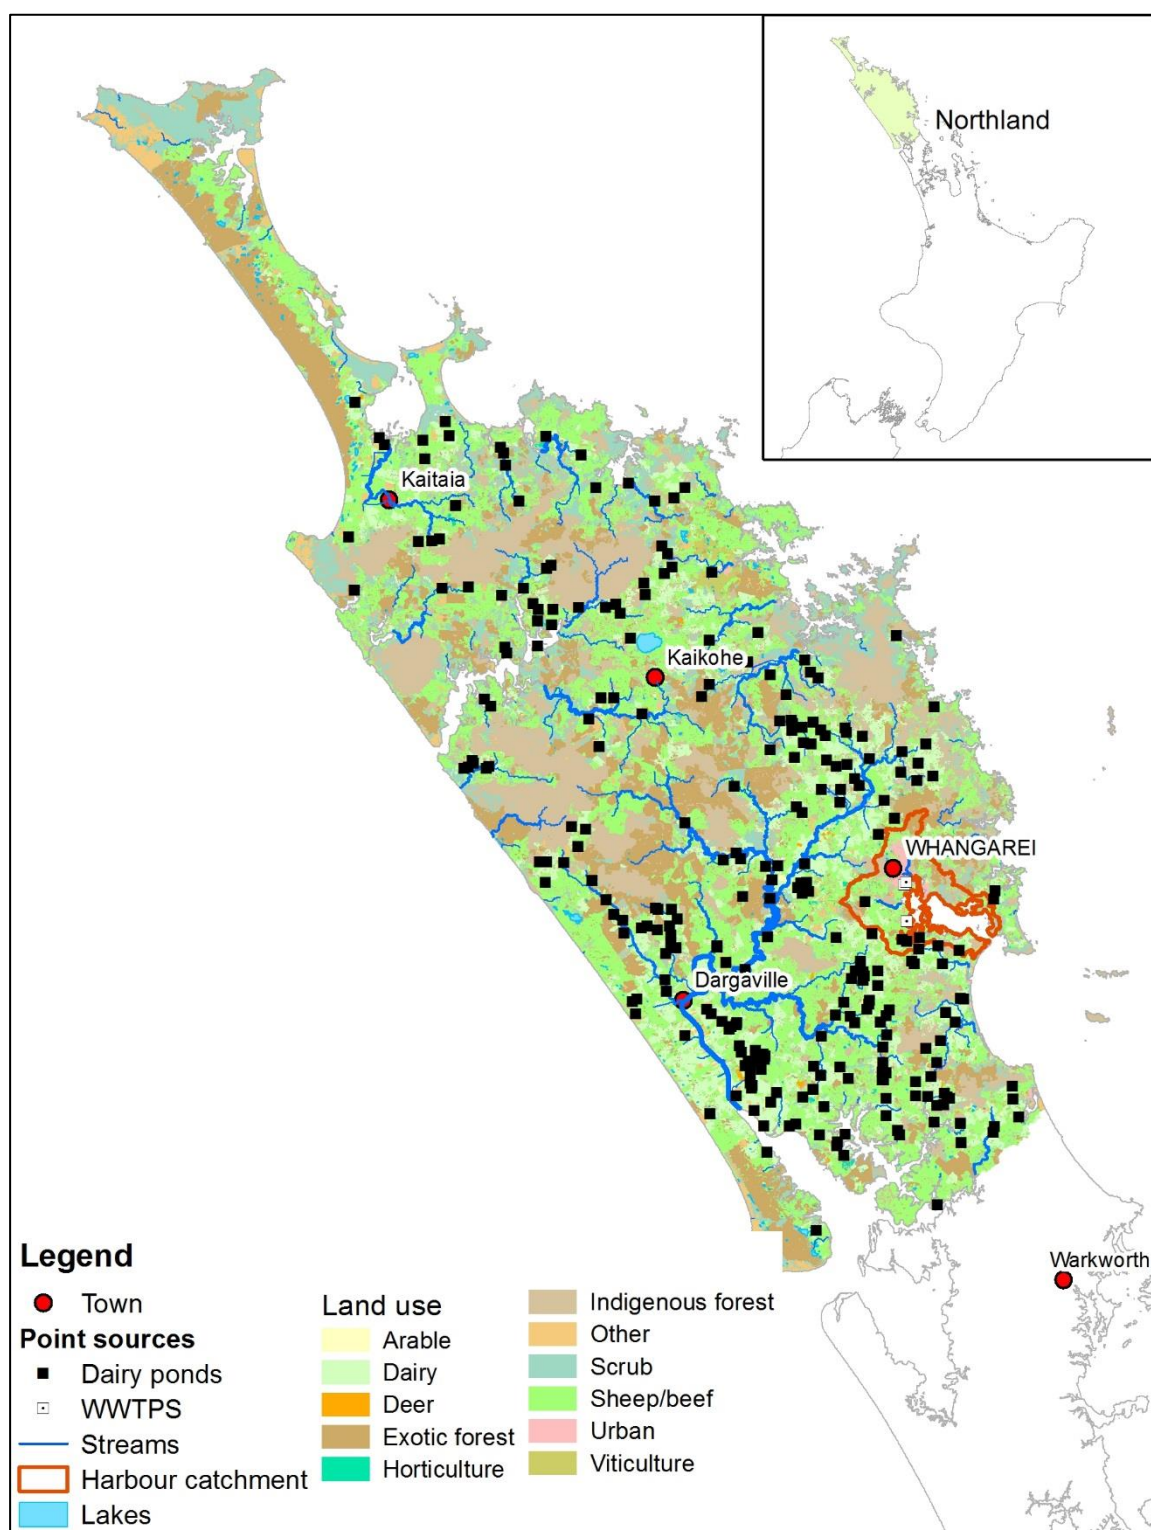 Northland
Kaitaia
Kaikohe
WHANGAREI
Dargaville
Warkworth
Legend
Town
Point sources
Dairy ponds
WWTPS
Streams
Harbour catchment
Lakes
Land use
Arable
Dairy
Deer
Exotic forest
Horticulture
Indigenous forest
Other
Scrub
Sheep/beef
Urban
Viticulture